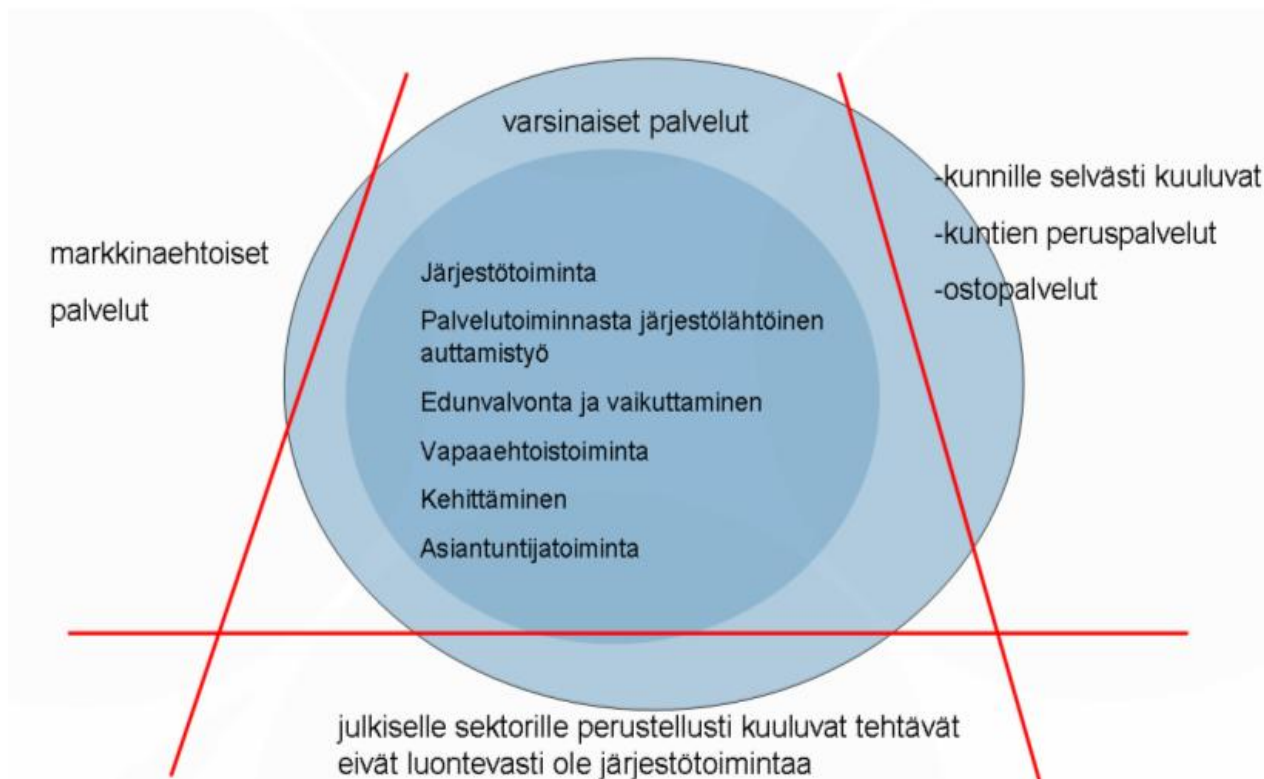 varsinaiset palvelut
-kunnille selvästi kuuluvat
-kuntien peruspalvelut
-ostopalvelut
markkinaehtoiset
palvelut
Järjestötoiminta
Palvelutoiminnasta järjestölähtöinen
auttamistyö
Edunvalvonta ja vaikuttaminen
Vapaaehtoistoiminta
Kehittäminen
Asiantuntijatoiminta
julkiselle sektorille perustellusti kuuluvat tehtävät
eivät luontevasti ole järjestötoimintaa